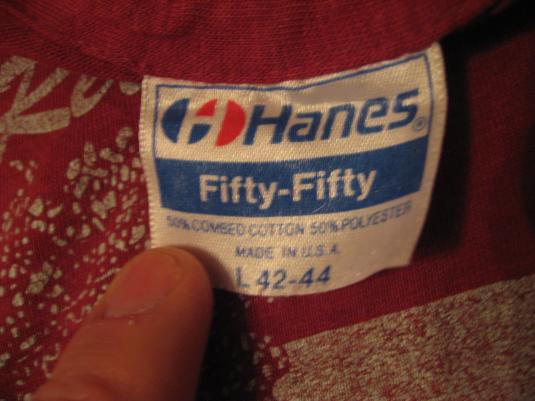 Hanes®
Fifty-Fifty
50% COMBED COTTON 50% POLYESTER
MADE IN U.S.A.
L 42-44